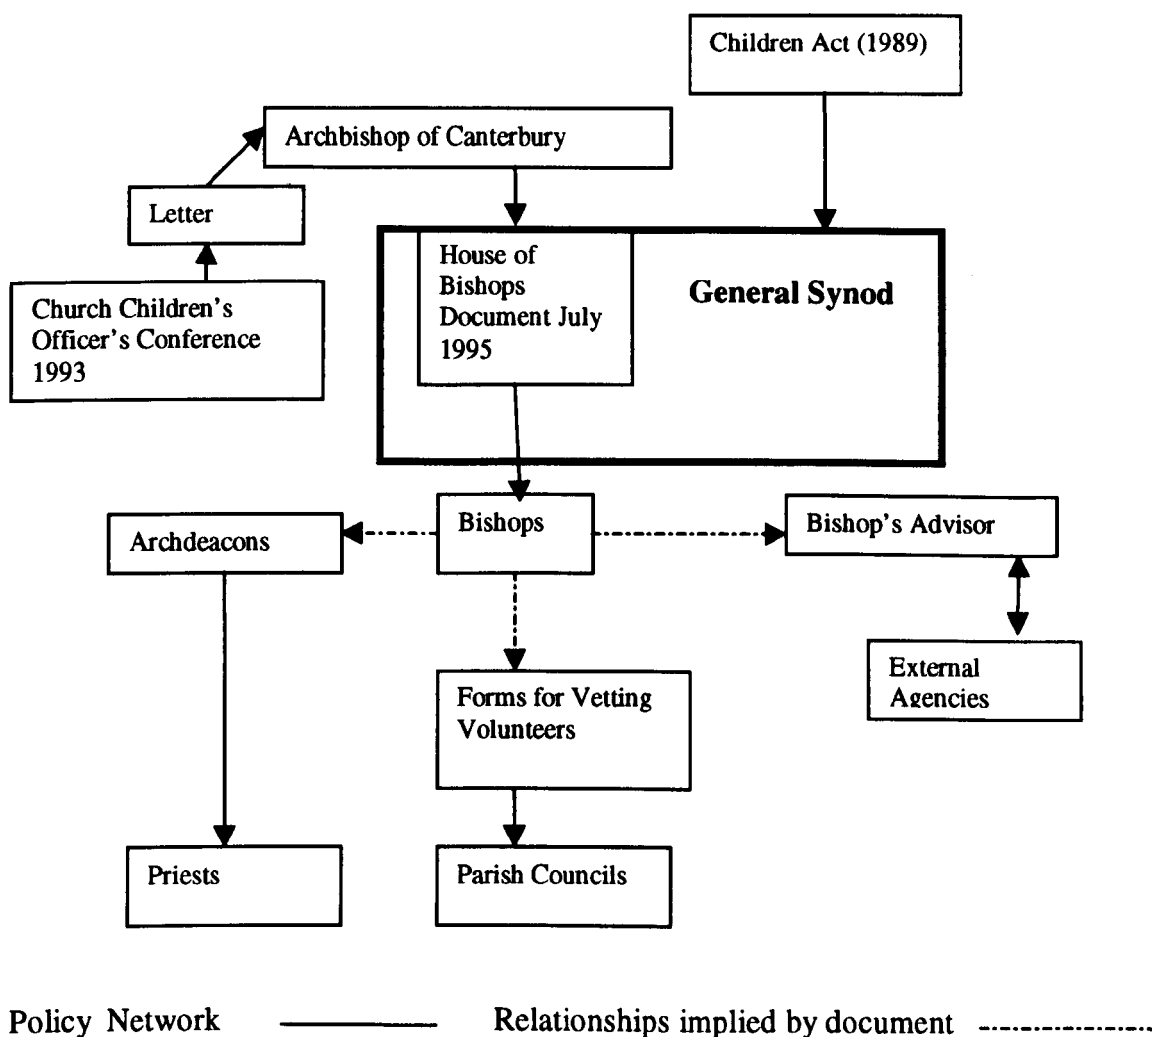 Children Act (1989)
Archbishop of Canterbury
Letter
Church Children's
Officer's Conference
1993
House of
Bishops
Document July
1995
General Synod
Archdeacons
Bishops
Bishop's Advisor
External
Agencies
Forms for Vetting
Volunteers
Priests
Parish Councils
Policy Network
Relationships implied by document